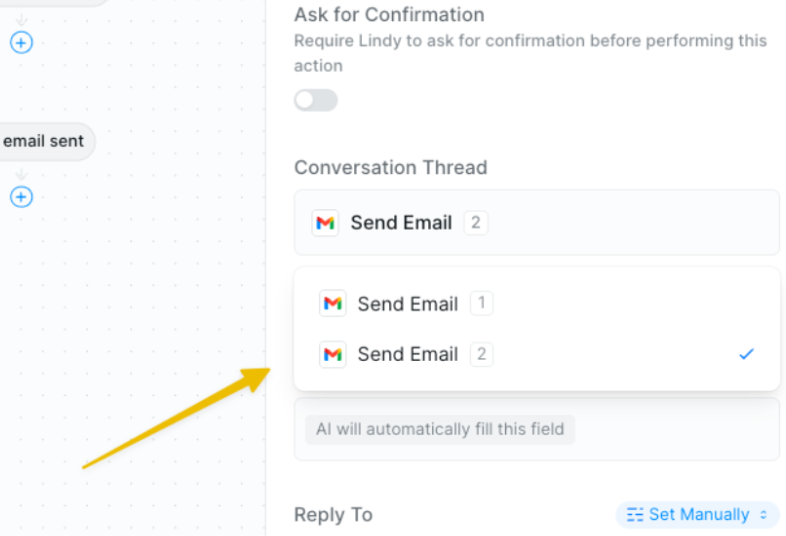 Ask for Confirmation
Require Lindy to ask for confirmation before performing this
action
email sent
Conversation Thread
Send Email 2
Send Email 1
Send Email 2
AI will automatically fill this field
Reply To
Set Manually